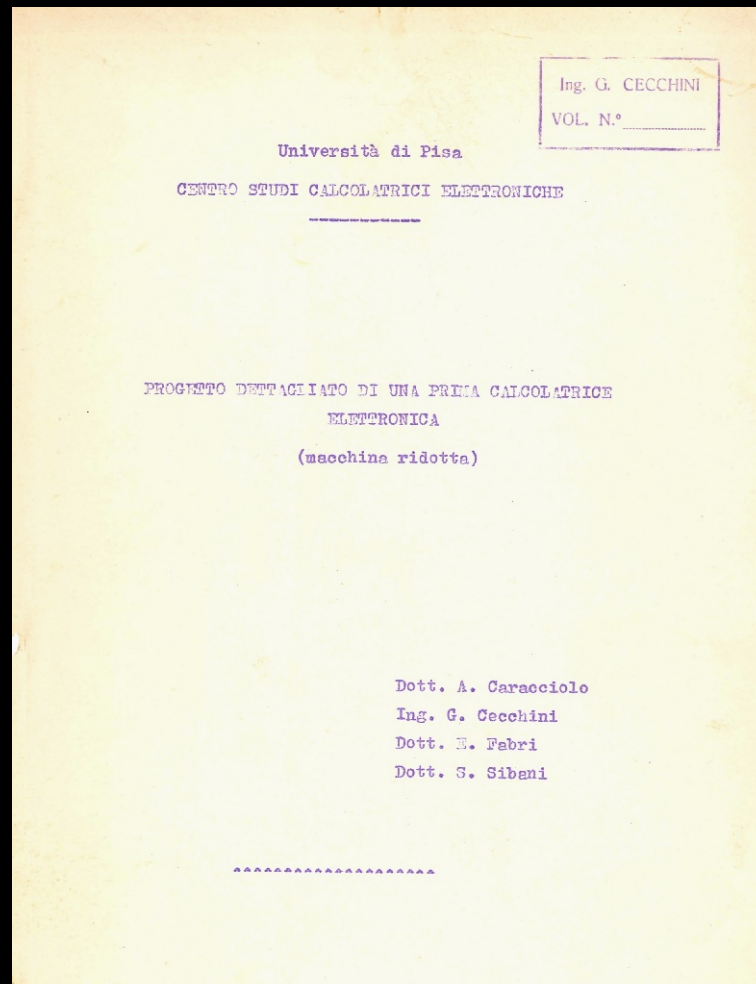 Ing. G. CECCHINI
VOL. N.º
Università di Pisa
CENTRO STUDI CALCOLATRICI ELETTRONICHE
PROGETTO DETTAGLIATO DI UNA PRIMA CALCOLATRICE
ELETTRONICA
(macchina ridotta)
Dott. A. Caracciolo
Ing. G. Cecchini
Dott. E. Fabri
Dott. S. Sibani